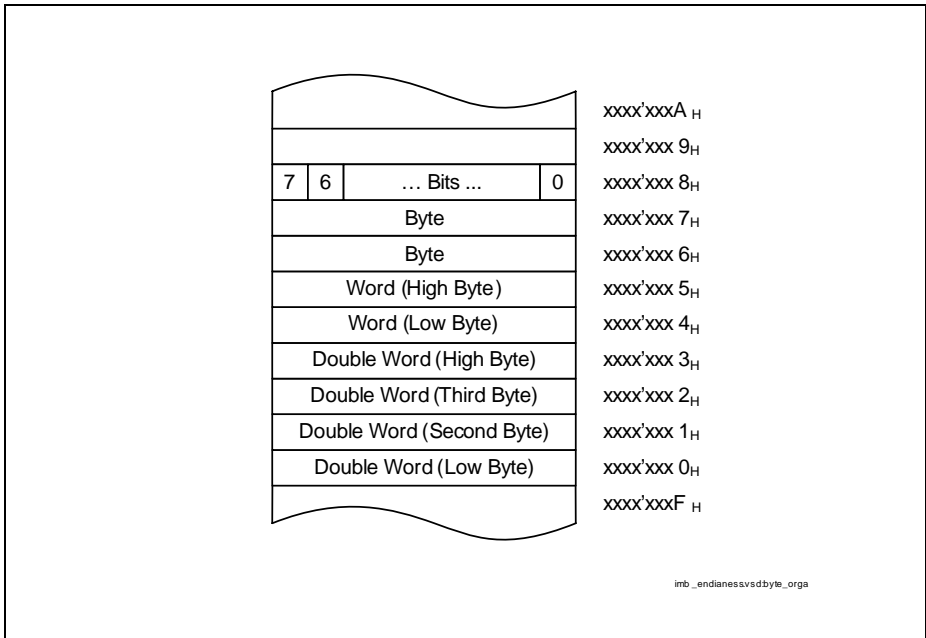 xxxx'xxxA H
xxxx'xxx 9H
7 6 … Bits ... 0 xxxx'xxx 8H
Byte xxxx'xxx 7H
Byte xxxx'xxx 6H
Word (High Byte) xxxx'xxx 5H
Word (Low Byte) xxxx'xxx 4H
Double Word (High Byte) xxxx'xxx 3H
Double Word (Third Byte) xxxx'xxx 2H
Double Word (Second Byte) xxxx'xxx 1H
Double Word (Low Byte) xxxx'xxx 0H
xxxx'xxxF H
imb_endianess.vsd:byte_orga